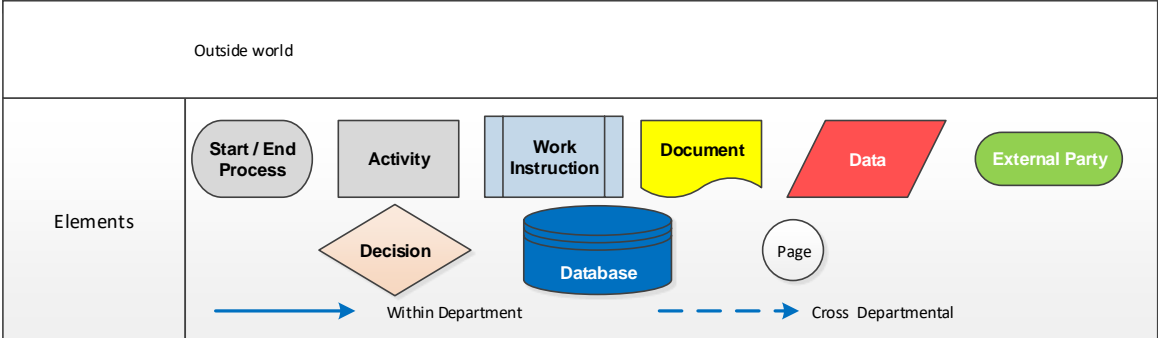 Outside world
Elements
Start / End
Process
Activity
Work
Instruction
Document
Data
External Party
Decision
Database
Page
Within Department
Cross Departmental